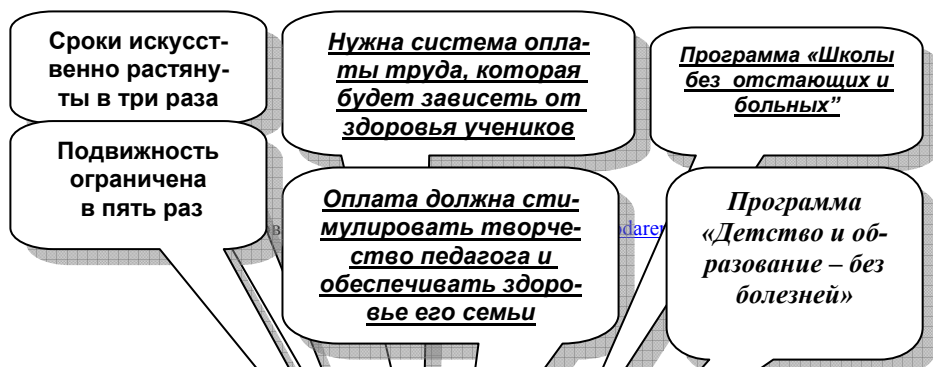 Сроки искусст-
венно растяну-
ты в три раза
Подвижность
ограничена
в пять раз
Нужна система опла-
ты труда, которая
будет зависеть от
здоровья учеников
Оплата должна сти-
мулировать творче-
ство педагога и
обеспечивать здоро-
вье его семьи
Программа «Школы
без отстающих и
больных”
Программа
«Детство и об-
разование – без
болезней»